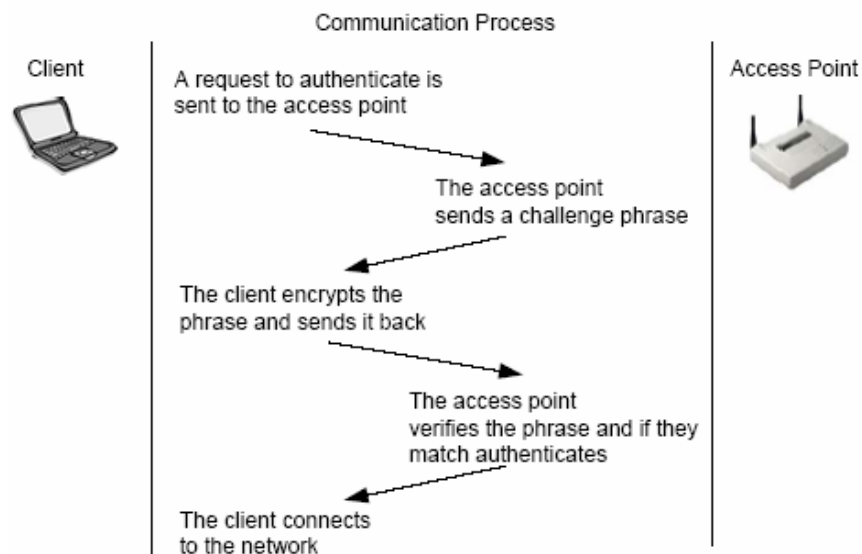 Communication Process
Client
Access Point
A request to authenticate is
sent to the access point
The access point
sends a challenge phrase
The client encrypts the
phrase and sends it back
The access point
verifies the phrase and if they
match authenticates
The client connects
to the network